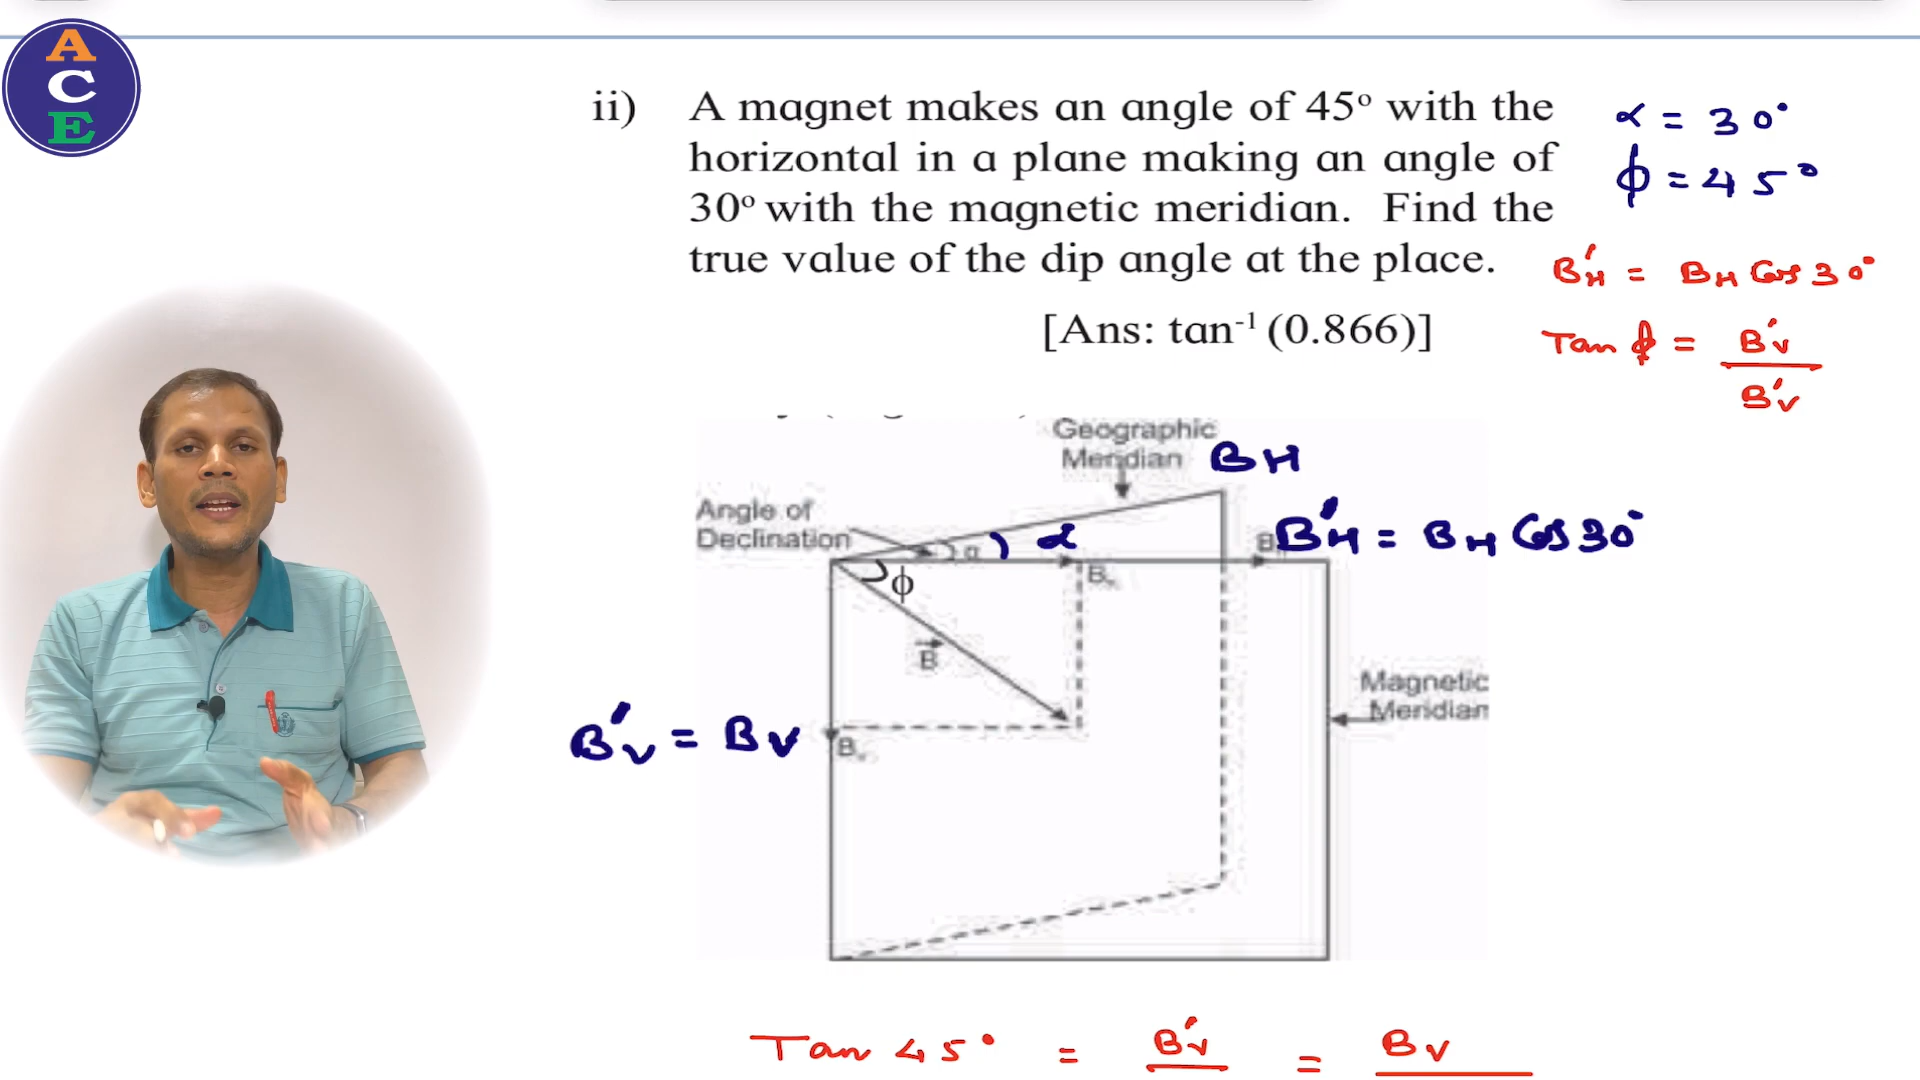 A
C
E
ii) A magnet makes an angle of 45° with the
horizontal in a plane making an angle of
30° with the magnetic meridian. Find the
true value of the dip angle at the place.
[Ans: tan⁻¹ (0.866)]
α = 30°
ϕ = 45°
B'H = BH Cos 30°
Tan ϕ = B'V
B'V
Geographic
Meridian
BH
Angle of
Declination
α
α
B'H = BH Cos 30°
ϕ
B
Magnetic
Meridian
B'V = BV
BV
Tan 45° = B'V = BV